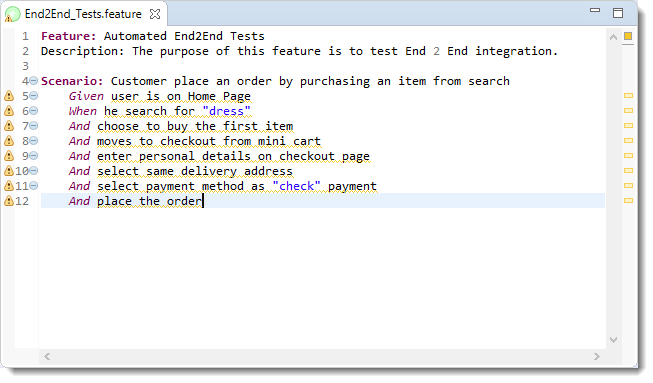 End2End_Tests.feature
1 Feature: Automated End2End Tests
2 Description: The purpose of this feature is to test End 2 End integration.
3
4 Scenario: Customer place an order by purchasing an item from search
5 Given user is on Home Page
6 When he search for "dress"
7 And choose to buy the first item
8 And moves to checkout from mini cart
9 And enter personal details on checkout page
10 And select same delivery address
11 And select payment method as "check" payment
12 And place the order